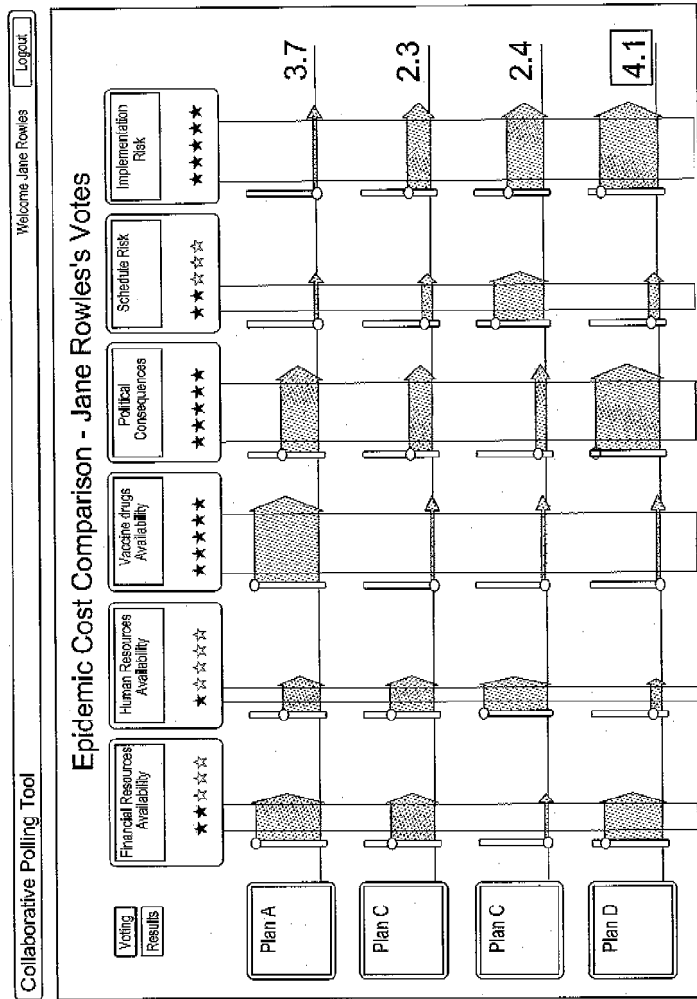 Collaborative Polling Tool
Welcome Jane Rowles
Logout
Epidemic Cost Comparison - Jane Rowles's Votes
Voting
Results
Financial Resources
Availability
★★☆☆☆
Human Resources
Availability
★☆☆☆☆
Vaccine drugs
Availability
★★★★★
Political
Consequences
★★★★★
Schedule Risk
★★☆☆☆
Implementation
Risk
★★★★★
Plan A
3.7
Plan C
2.3
Plan C
2.4
Plan D
4.1